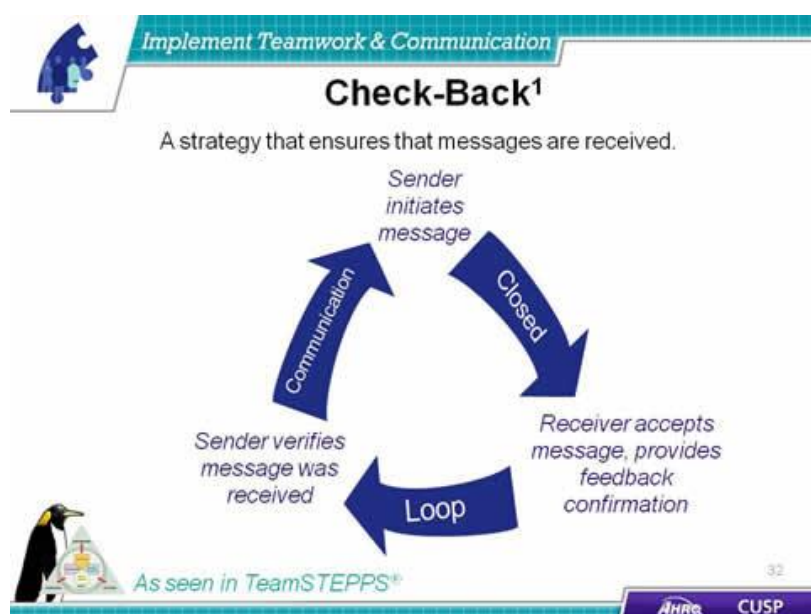 Implement Teamwork & Communication
Check-Back¹
A strategy that ensures that messages are received.
Sender
initiates
message
Closed
Receiver accepts
message, provides
feedback
confirmation
Loop
Sender verifies
message was
received
Communication
As seen in TeamSTEPPS®
32
AHRQ
CUSP